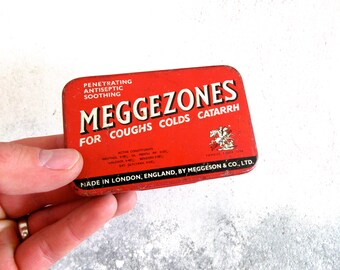 PENETRATING
ANTISEPTIC
SOOTHING
MEGGEZONES
FOR COUGHS COLDS CATARRH
MADE IN LONDON, ENGLAND, BY MEGGESON & CO., LTD.